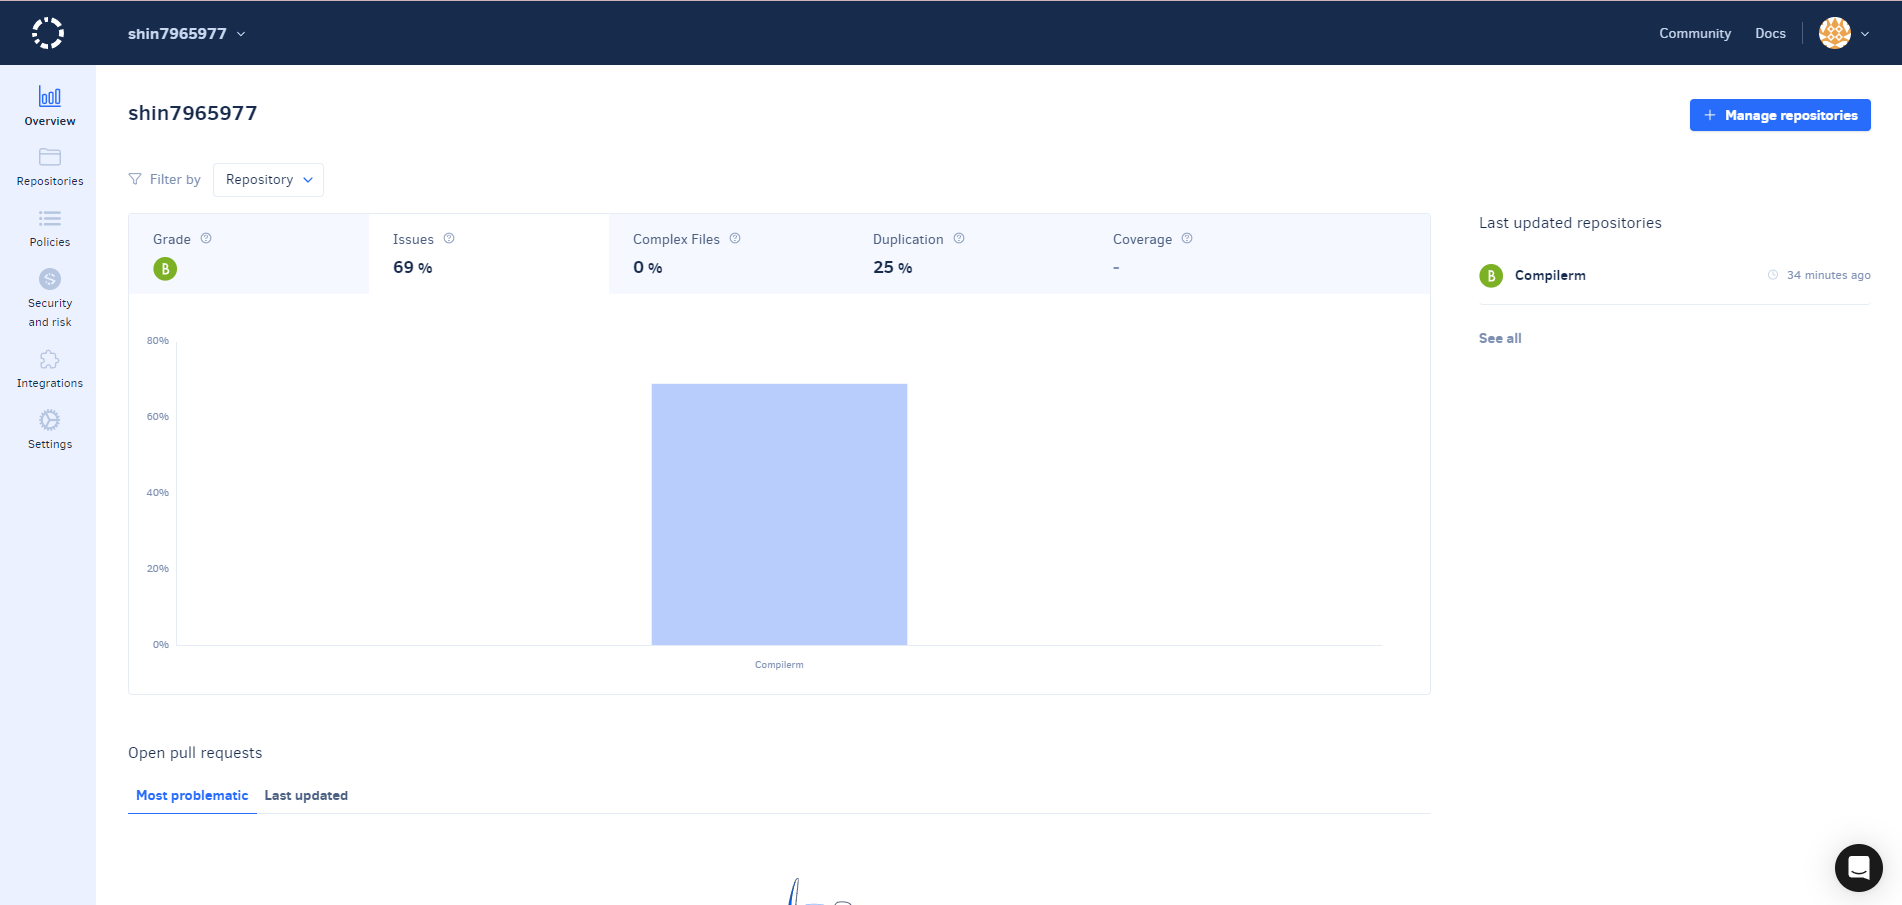 shin7965977
Community
Docs
Overview
Repositories
Policies
Security
and risk
Integrations
Settings
shin7965977
+ Manage repositories
Filter by
Repository
Grade
B
Issues
69 %
Complex Files
0 %
Duplication
25 %
Coverage
-
80%
60%
40%
20%
0%
Compilerm
Last updated repositories
B
Compilerm
34 minutes ago
See all
Open pull requests
Most problematic
Last updated